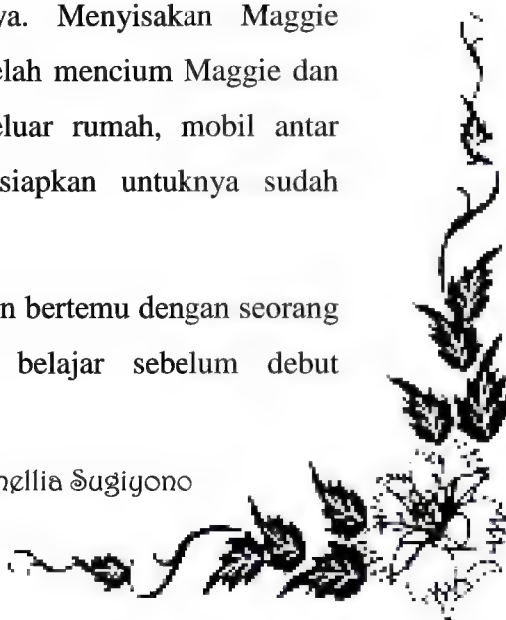 ya. Menyisakan Maggie
elah mencium Maggie dan
eluar rumah, mobil antar
siapkan untuknya sudah
n bertemu dengan seorang
belajar sebelum debut
nellia Sugiyono